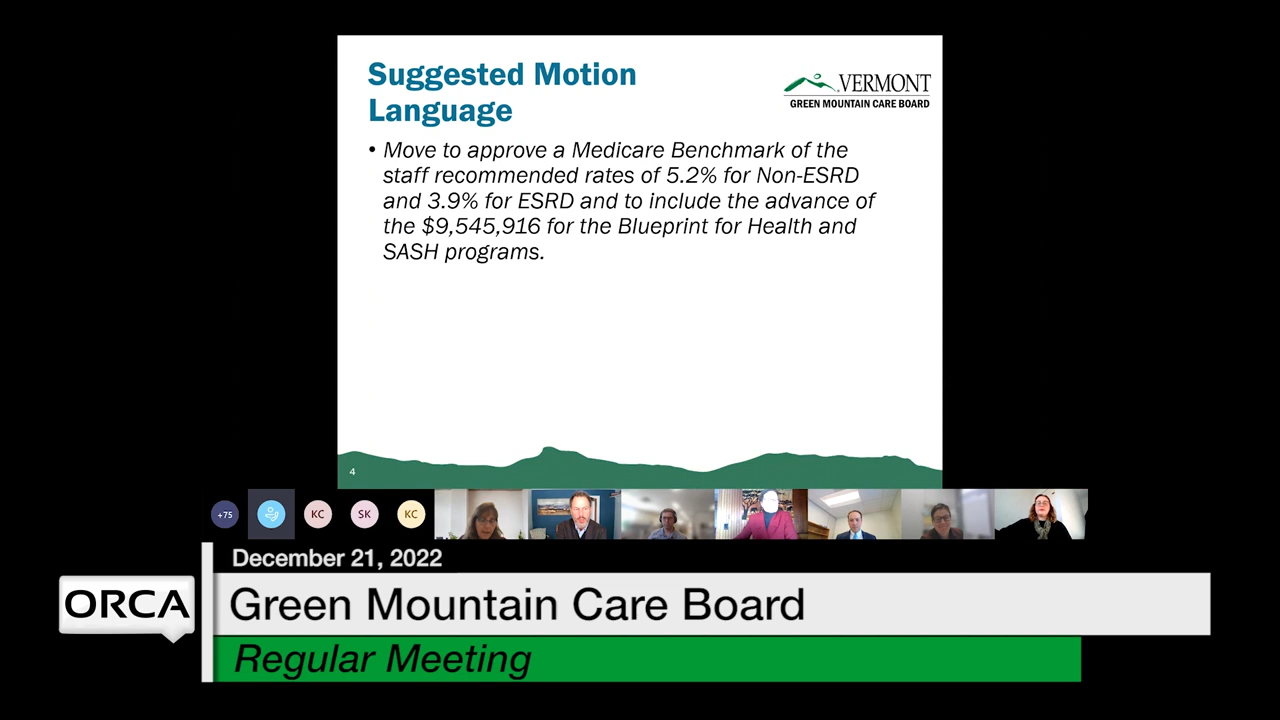 Suggested Motion
Language
VERMONT
GREEN MOUNTAIN CARE BOARD
• Move to approve a Medicare Benchmark of the
staff recommended rates of 5.2% for Non-ESRD
and 3.9% for ESRD and to include the advance of
the $9,545,916 for the Blueprint for Health and
SASH programs.
4
+75
KC
SK
KC
December 21, 2022
ORCA
Green Mountain Care Board
Regular Meeting